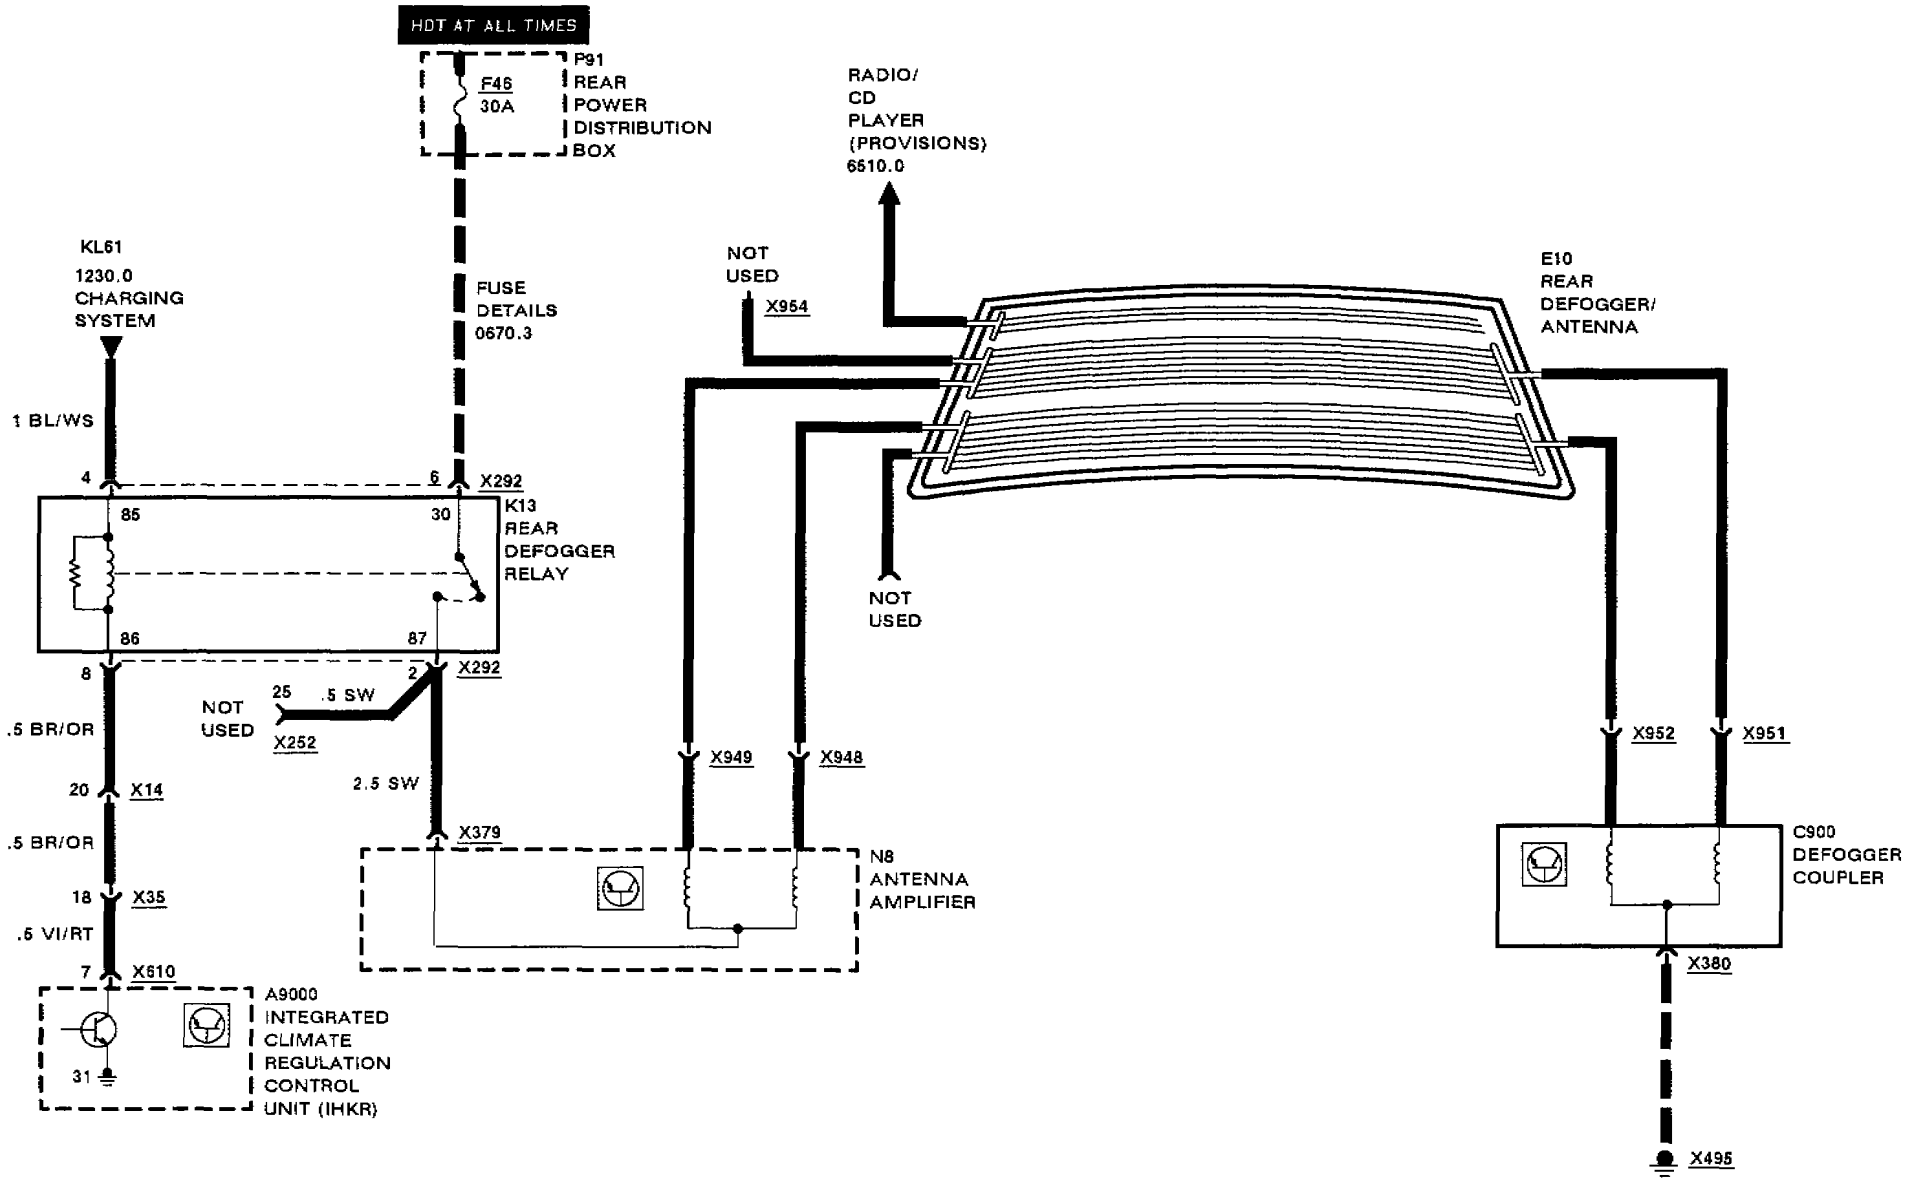 HOT AT ALL TIMES
P91
REAR
POWER
DISTRIBUTION
BOX
F46
30A
RADIO/
CD
PLAYER
(PROVISIONS)
6510.0
KL61
1230.0
CHARGING
SYSTEM
FUSE
DETAILS
0670.3
NOT
USED
X954
E10
REAR
DEFOGGER/
ANTENNA
1 BL/WS
4
6
X292
85
30
K13
REAR
DEFOGGER
RELAY
NOT
USED
86
87
8
2
X292
25
.5 SW
NOT
USED
X252
.5 BR/OR
2.5 SW
X949
X948
X952
X951
20
X14
.5 BR/OR
X379
N8
ANTENNA
AMPLIFIER
C900
DEFOGGER
COUPLER
18
X35
.5 VI/RT
7
X610
X380
A9000
INTEGRATED
CLIMATE
REGULATION
CONTROL
UNIT (IHKR)
31
X495